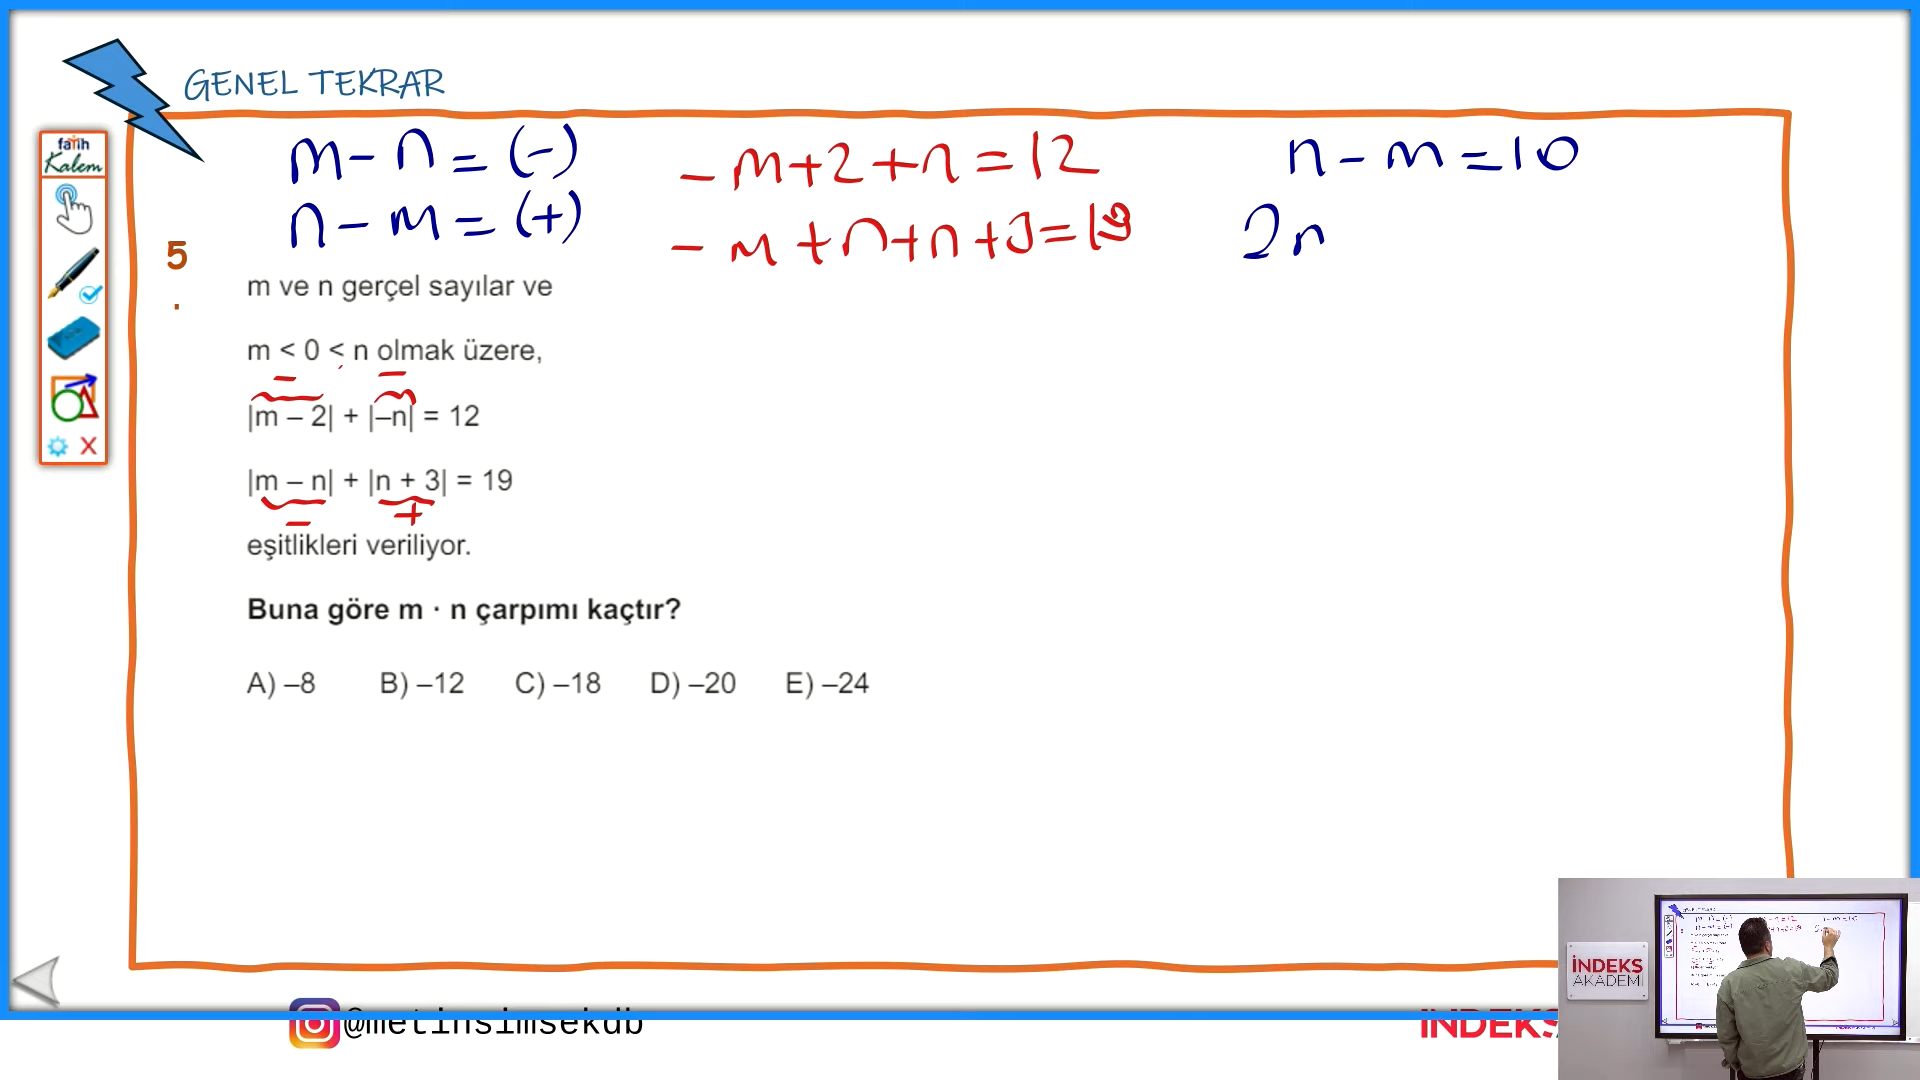 GENEL TEKRAR
fatih
Kalem
m - n = (-)
n - m = (+)
- m + 2 + n = 12
- m + n + n + 3 = 19
n - m = 10
2n
5
.
m ve n gerçel sayılar ve
m < 0 < n olmak üzere,
|m – 2| + |–n| = 12
|m – n| + |n + 3| = 19
eşitlikleri veriliyor.
Buna göre m · n çarpımı kaçtır?
A) –8 B) –12 C) –18 D) –20 E) –24
@metinsimsekdb
INDEKS
İNDEKS
AKADEMİ